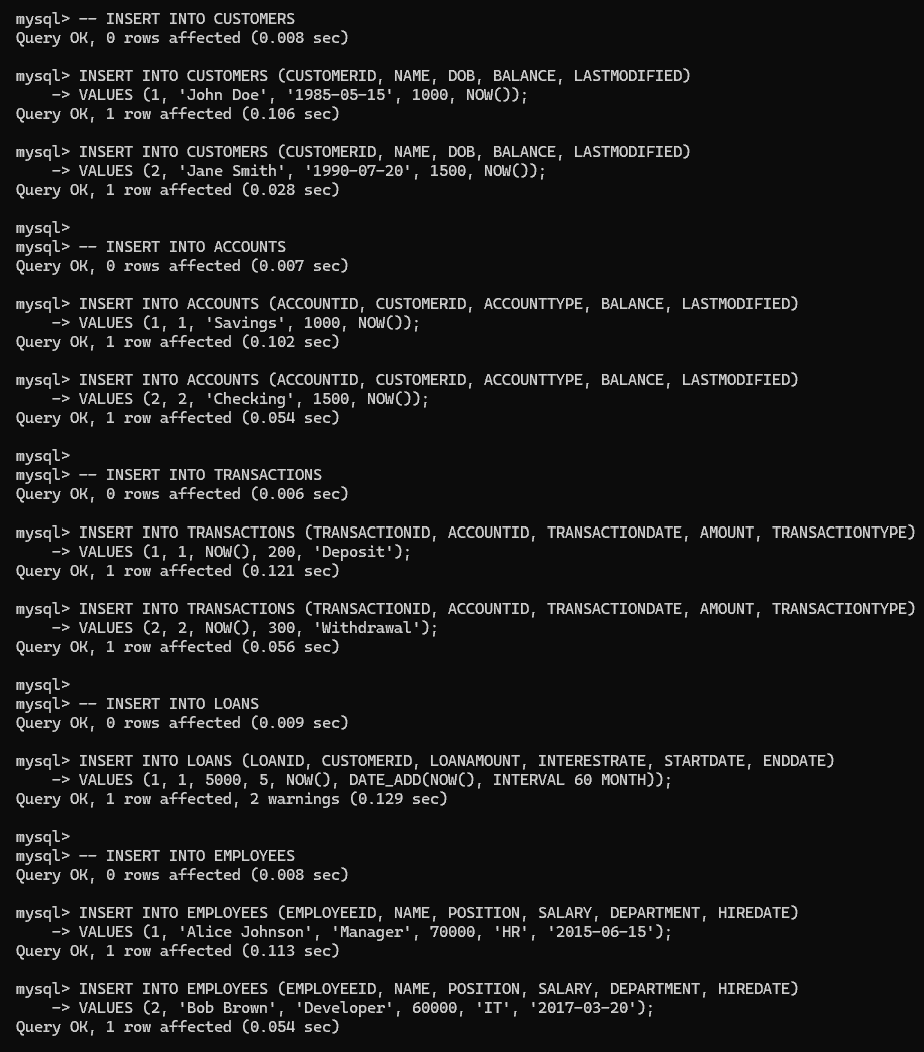 mysql> -- INSERT INTO CUSTOMERS
Query OK, 0 rows affected (0.008 sec)
mysql> INSERT INTO CUSTOMERS (CUSTOMERID, NAME, DOB, BALANCE, LASTMODIFIED)
    -> VALUES (1, 'John Doe', '1985-05-15', 1000, NOW());
Query OK, 1 row affected (0.106 sec)
mysql> INSERT INTO CUSTOMERS (CUSTOMERID, NAME, DOB, BALANCE, LASTMODIFIED)
    -> VALUES (2, 'Jane Smith', '1990-07-20', 1500, NOW());
Query OK, 1 row affected (0.028 sec)
mysql>
mysql> -- INSERT INTO ACCOUNTS
Query OK, 0 rows affected (0.007 sec)
mysql> INSERT INTO ACCOUNTS (ACCOUNTID, CUSTOMERID, ACCOUNTTYPE, BALANCE, LASTMODIFIED)
    -> VALUES (1, 1, 'Savings', 1000, NOW());
Query OK, 1 row affected (0.102 sec)
mysql> INSERT INTO ACCOUNTS (ACCOUNTID, CUSTOMERID, ACCOUNTTYPE, BALANCE, LASTMODIFIED)
    -> VALUES (2, 2, 'Checking', 1500, NOW());
Query OK, 1 row affected (0.054 sec)
mysql>
mysql> -- INSERT INTO TRANSACTIONS
Query OK, 0 rows affected (0.006 sec)
mysql> INSERT INTO TRANSACTIONS (TRANSACTIONID, ACCOUNTID, TRANSACTIONDATE, AMOUNT, TRANSACTIONTYPE)
    -> VALUES (1, 1, NOW(), 200, 'Deposit');
Query OK, 1 row affected (0.121 sec)
mysql> INSERT INTO TRANSACTIONS (TRANSACTIONID, ACCOUNTID, TRANSACTIONDATE, AMOUNT, TRANSACTIONTYPE)
    -> VALUES (2, 2, NOW(), 300, 'Withdrawal');
Query OK, 1 row affected (0.056 sec)
mysql>
mysql> -- INSERT INTO LOANS
Query OK, 0 rows affected (0.009 sec)
mysql> INSERT INTO LOANS (LOANID, CUSTOMERID, LOANAMOUNT, INTERESTRATE, STARTDATE, ENDDATE)
    -> VALUES (1, 1, 5000, 5, NOW(), DATE_ADD(NOW(), INTERVAL 60 MONTH));
Query OK, 1 row affected, 2 warnings (0.129 sec)
mysql>
mysql> -- INSERT INTO EMPLOYEES
Query OK, 0 rows affected (0.008 sec)
mysql> INSERT INTO EMPLOYEES (EMPLOYEEID, NAME, POSITION, SALARY, DEPARTMENT, HIREDATE)
    -> VALUES (1, 'Alice Johnson', 'Manager', 70000, 'HR', '2015-06-15');
Query OK, 1 row affected (0.113 sec)
mysql> INSERT INTO EMPLOYEES (EMPLOYEEID, NAME, POSITION, SALARY, DEPARTMENT, HIREDATE)
    -> VALUES (2, 'Bob Brown', 'Developer', 60000, 'IT', '2017-03-20');
Query OK, 1 row affected (0.054 sec)